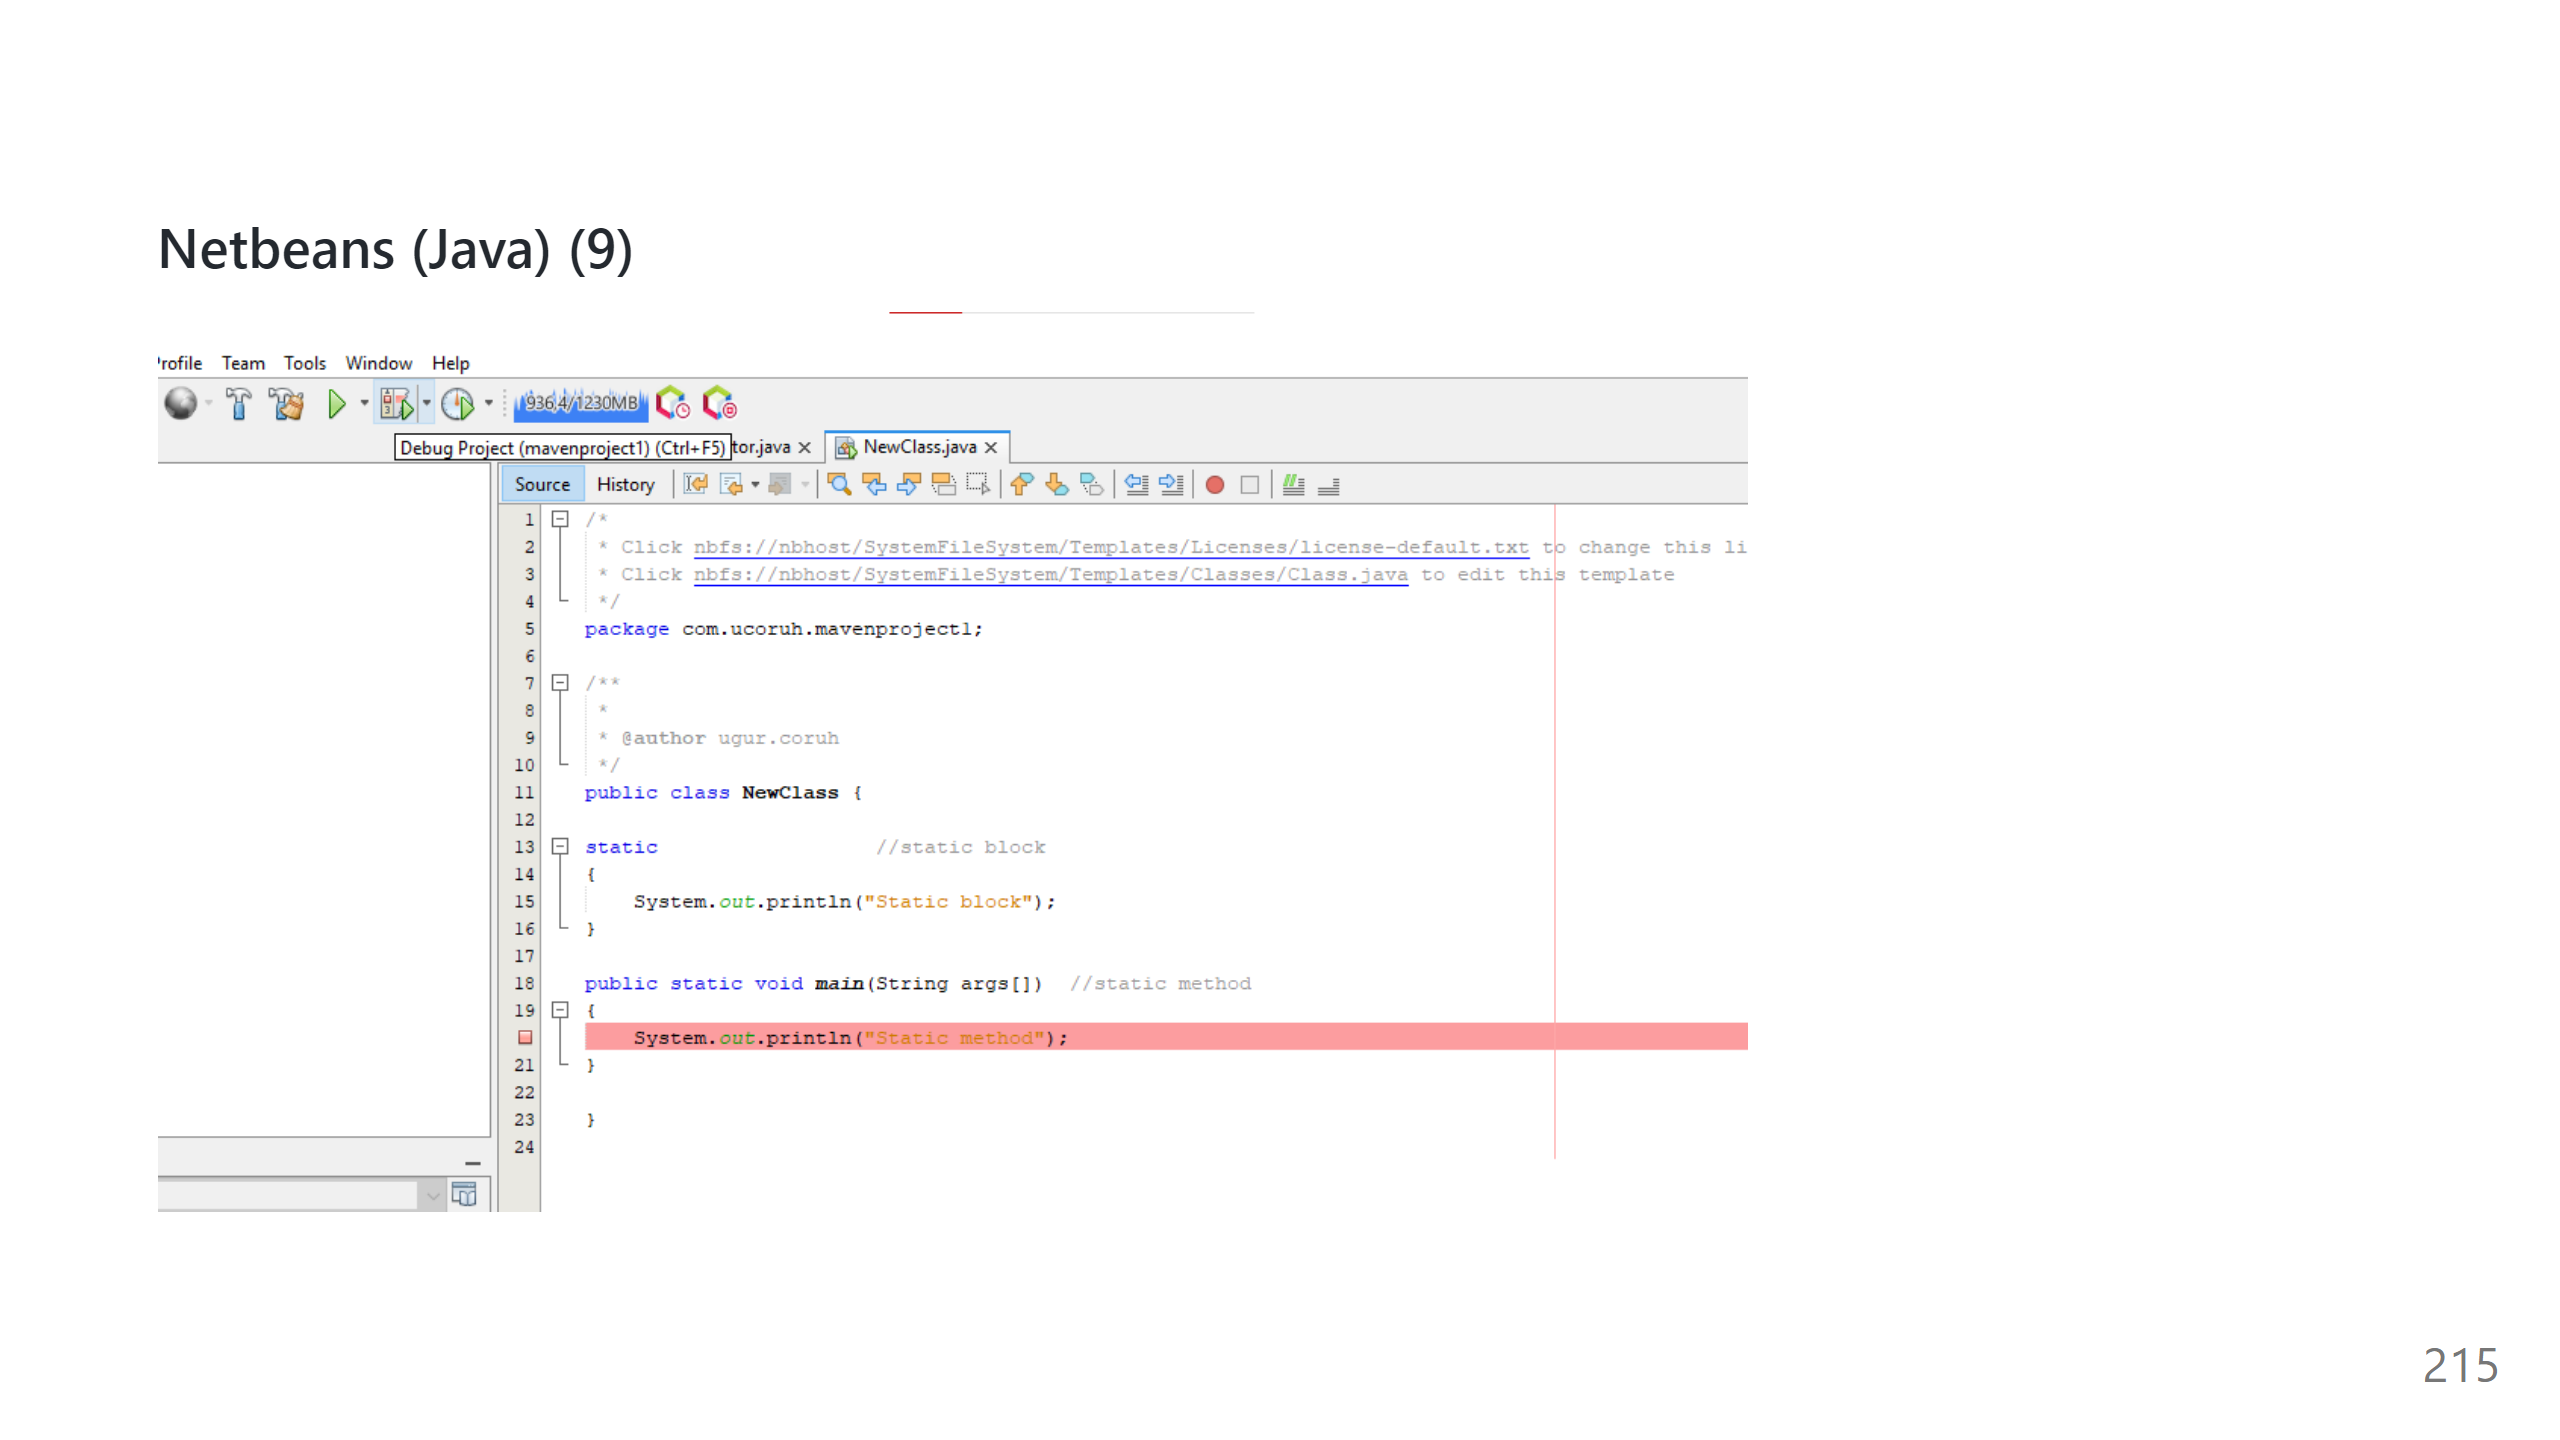 Netbeans (Java) (9)
Profile Team Tools Window Help
936,4/1230MB
Debug Project (mavenproject1) (Ctrl+F5) tor.java NewClass.java
Source History
1 /*
2 * Click nbfs://nbhost/SystemFileSystem/Templates/Licenses/license-default.txt to change this li
3 * Click nbfs://nbhost/SystemFileSystem/Templates/Classes/Class.java to edit this template
4 */
5 package com.ucoruh.mavenproject1;
6
7 /**
8 *
9 * @author ugur.coruh
10 */
11 public class NewClass {
12
13 static //static block
14 {
15 System.out.println("Static block");
16 }
17
18 public static void main(String args[]) //static method
19 {
System.out.println("Static method");
21 }
22
23 }
24
215